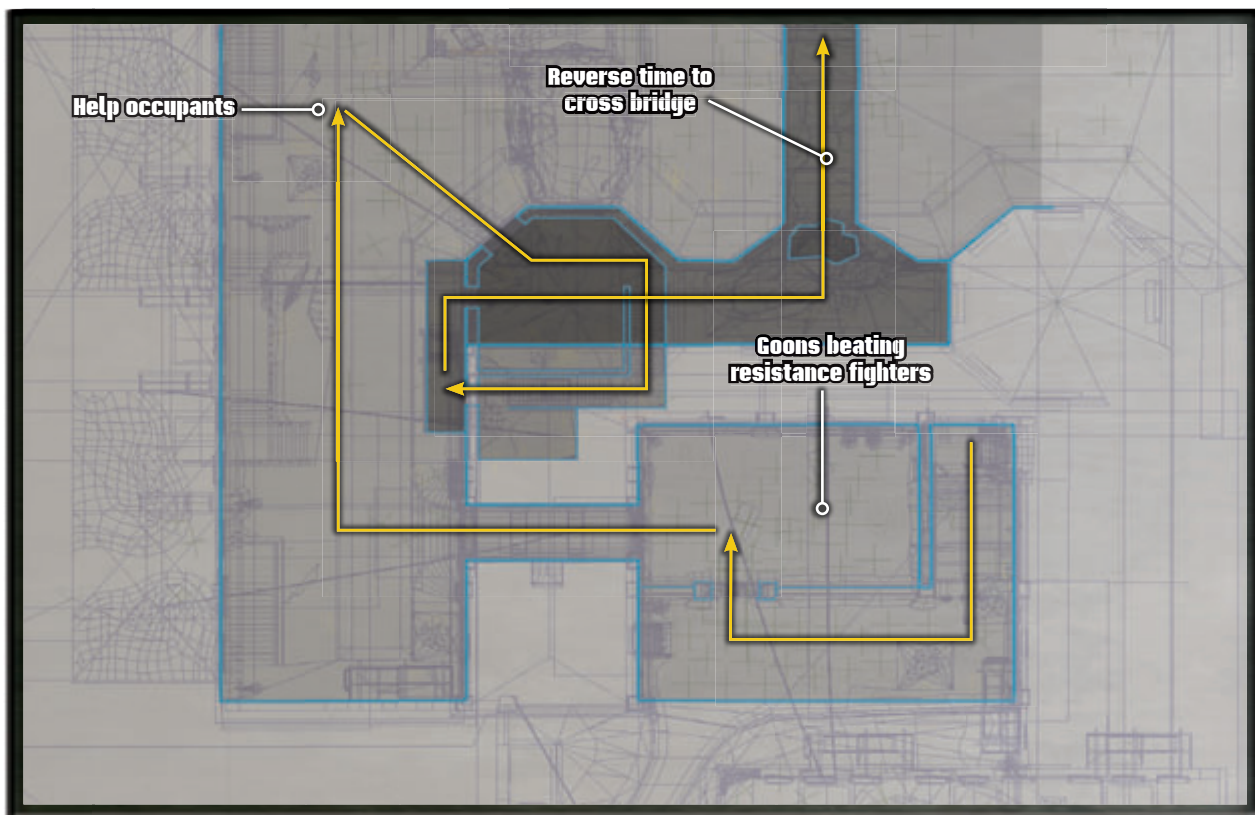 Reverse time to
cross bridge
Help occupants
Goons beating
resistance fighters